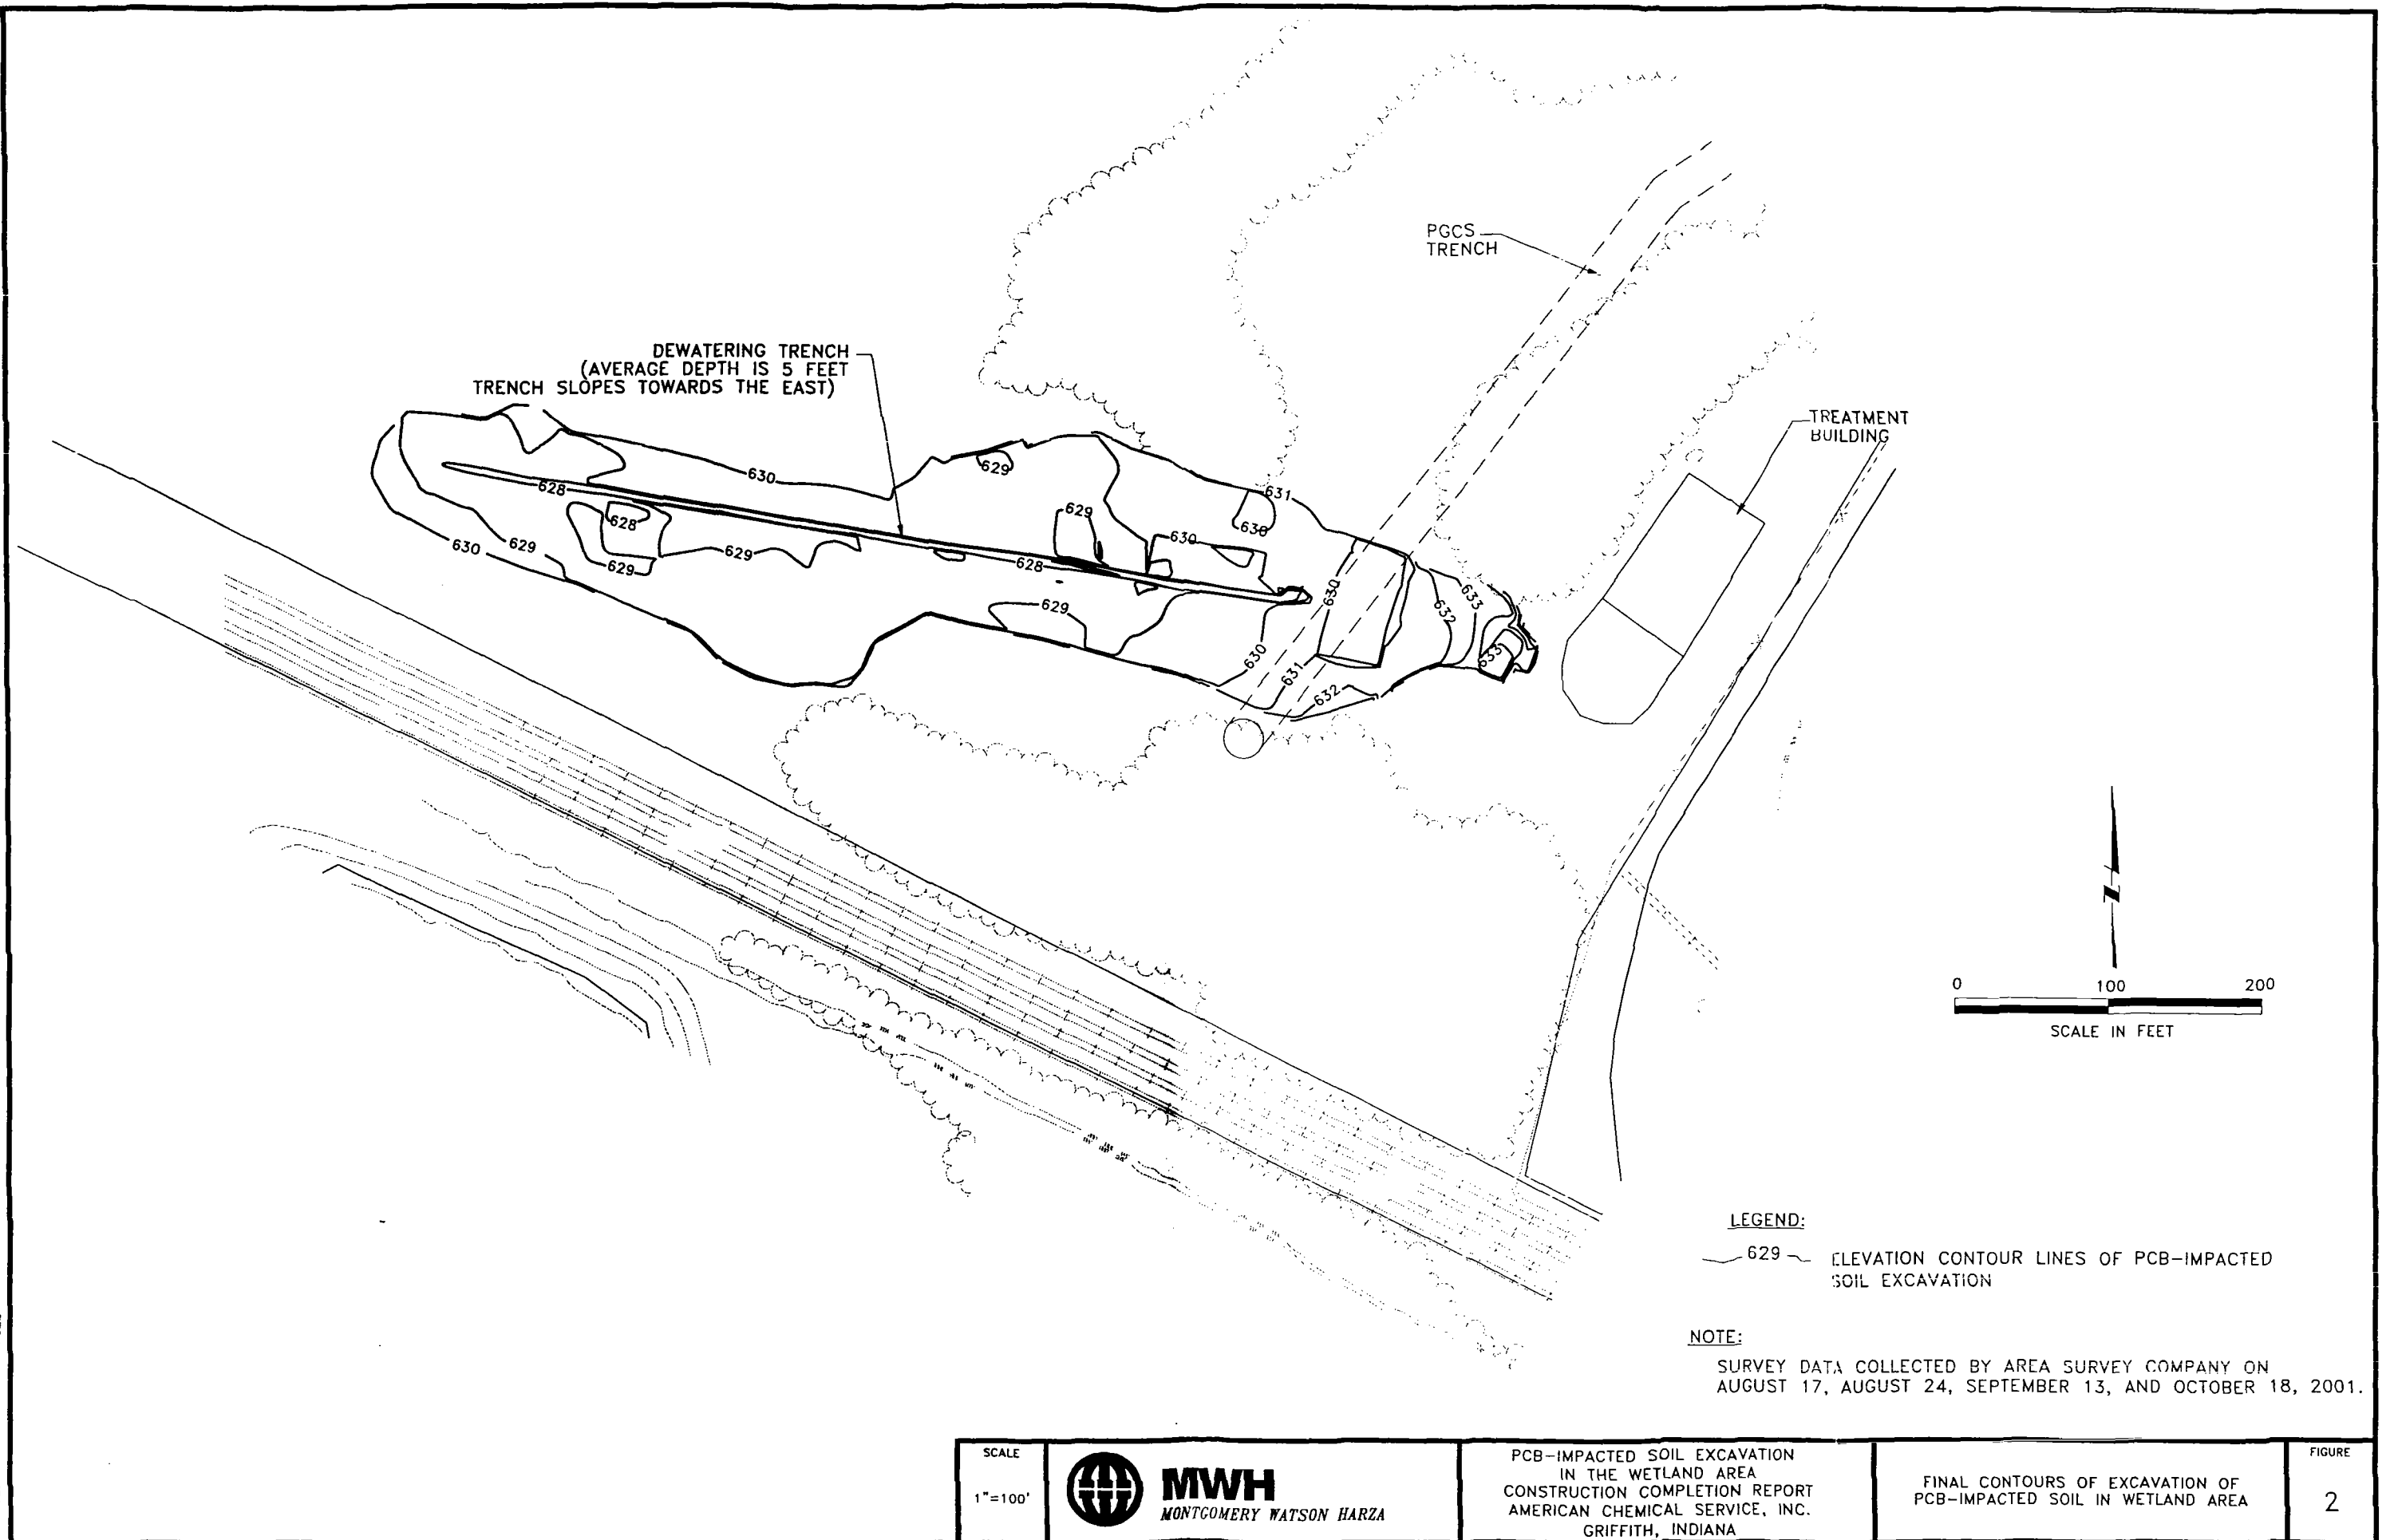 PGCS
TRENCH
DEWATERING TRENCH
(AVERAGE DEPTH IS 5 FEET
TRENCH SLOPES TOWARDS THE EAST)
TREATMENT
BUILDING
630
629
628
631
629
630
628
630
629
630
629
629
628
629
630
633
632
630
631
632
633
0 100 200
SCALE IN FEET
LEGEND:
629 ELEVATION CONTOUR LINES OF PCB-IMPACTED
SOIL EXCAVATION
NOTE:
SURVEY DATA COLLECTED BY AREA SURVEY COMPANY ON
AUGUST 17, AUGUST 24, SEPTEMBER 13, AND OCTOBER 18, 2001.
SCALE
1"=100'
MWH
MONTGOMERY WATSON HARZA
PCB-IMPACTED SOIL EXCAVATION
IN THE WETLAND AREA
CONSTRUCTION COMPLETION REPORT
AMERICAN CHEMICAL SERVICE, INC.
GRIFFITH, INDIANA
FINAL CONTOURS OF EXCAVATION OF
PCB-IMPACTED SOIL IN WETLAND AREA
FIGURE
2